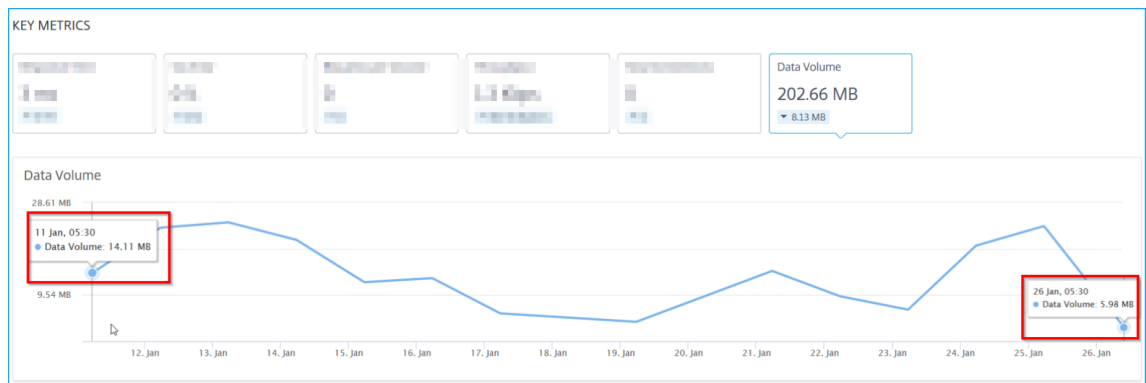 KEY METRICS
Data Volume
202.66 MB
8.13 MB
Data Volume
28.61 MB
11 Jan, 05:30
Data Volume: 14.11 MB
9.54 MB
26 Jan, 05:30
Data Volume: 5.98 MB
12. Jan 13. Jan 14. Jan 15. Jan 16. Jan 17. Jan 18. Jan 19. Jan 20. Jan 21. Jan 22. Jan 23. Jan 24. Jan 25. Jan 26. Jan